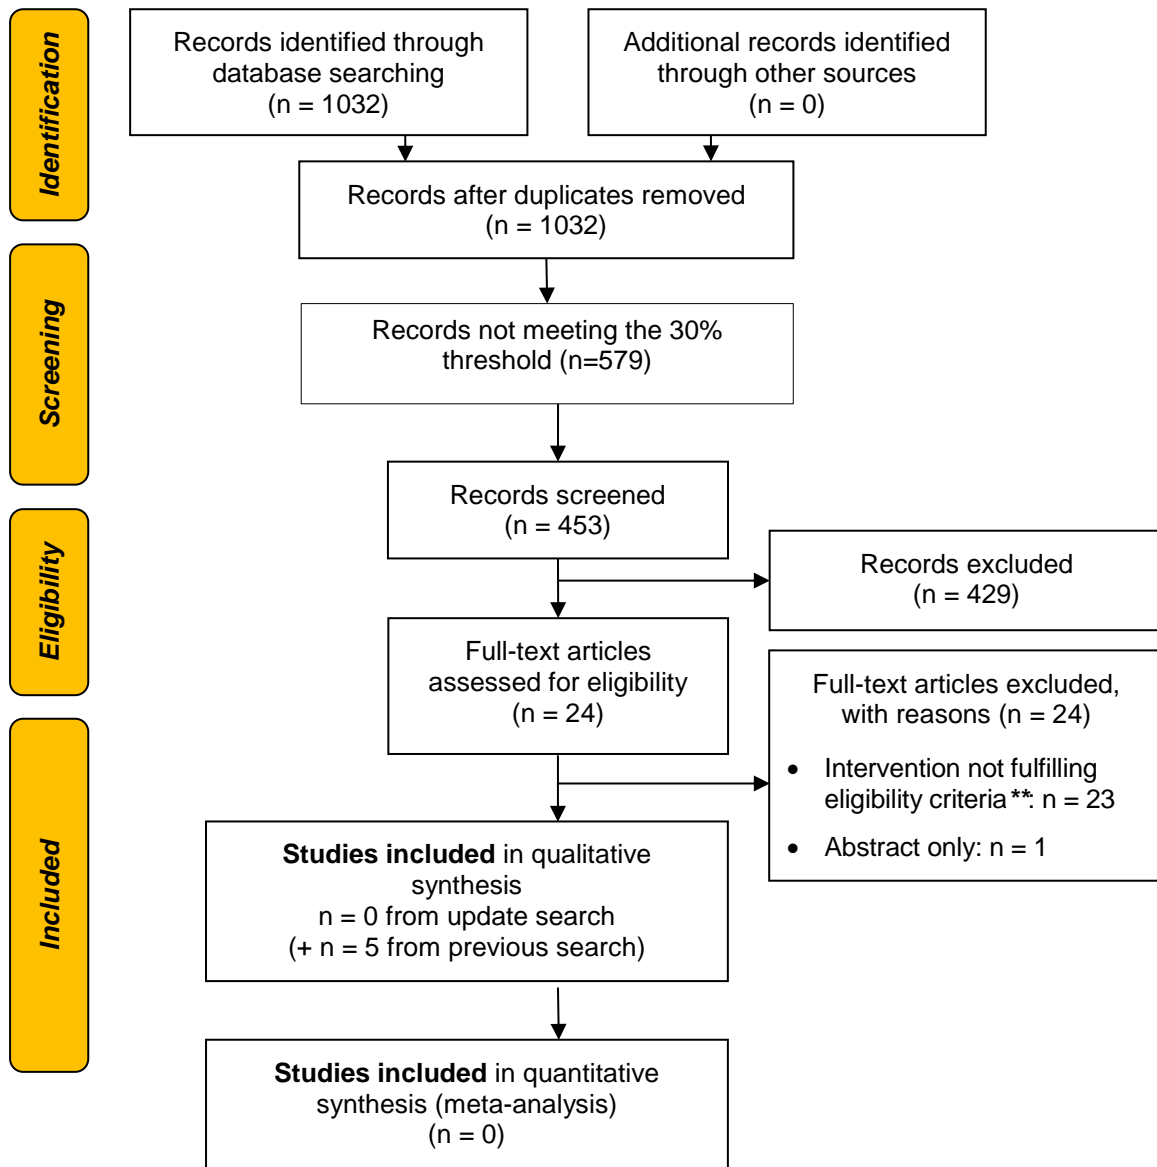 Identification
Records identified through
database searching
(n = 1032)
Additional records identified
through other sources
(n = 0)
Records after duplicates removed
(n = 1032)
Screening
Records not meeting the 30%
threshold (n=579)
Records screened
(n = 453)
Eligibility
Records excluded
(n = 429)
Full-text articles
assessed for eligibility
(n = 24)
Full-text articles excluded,
with reasons (n = 24)
• Intervention not fulfilling
eligibility criteria**: n = 23
• Abstract only: n = 1
Included
Studies included in qualitative
synthesis
n = 0 from update search
(+ n = 5 from previous search)
Studies included in quantitative
synthesis (meta-analysis)
(n = 0)